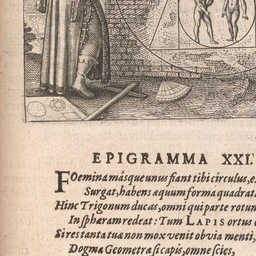 EPIGRAMMA XXI.
FOemina másque unus fiant tibi circulus, e
Surgat, habens æquum forma quadrat
Hinc Trigonum ducas, omni qui parte rotun
In sphæram redeat: Tum LAPIS ortus e
Si res tanta tuæ non mox venit obvia menti,
Dogma Geometræ si capis, omne scies,